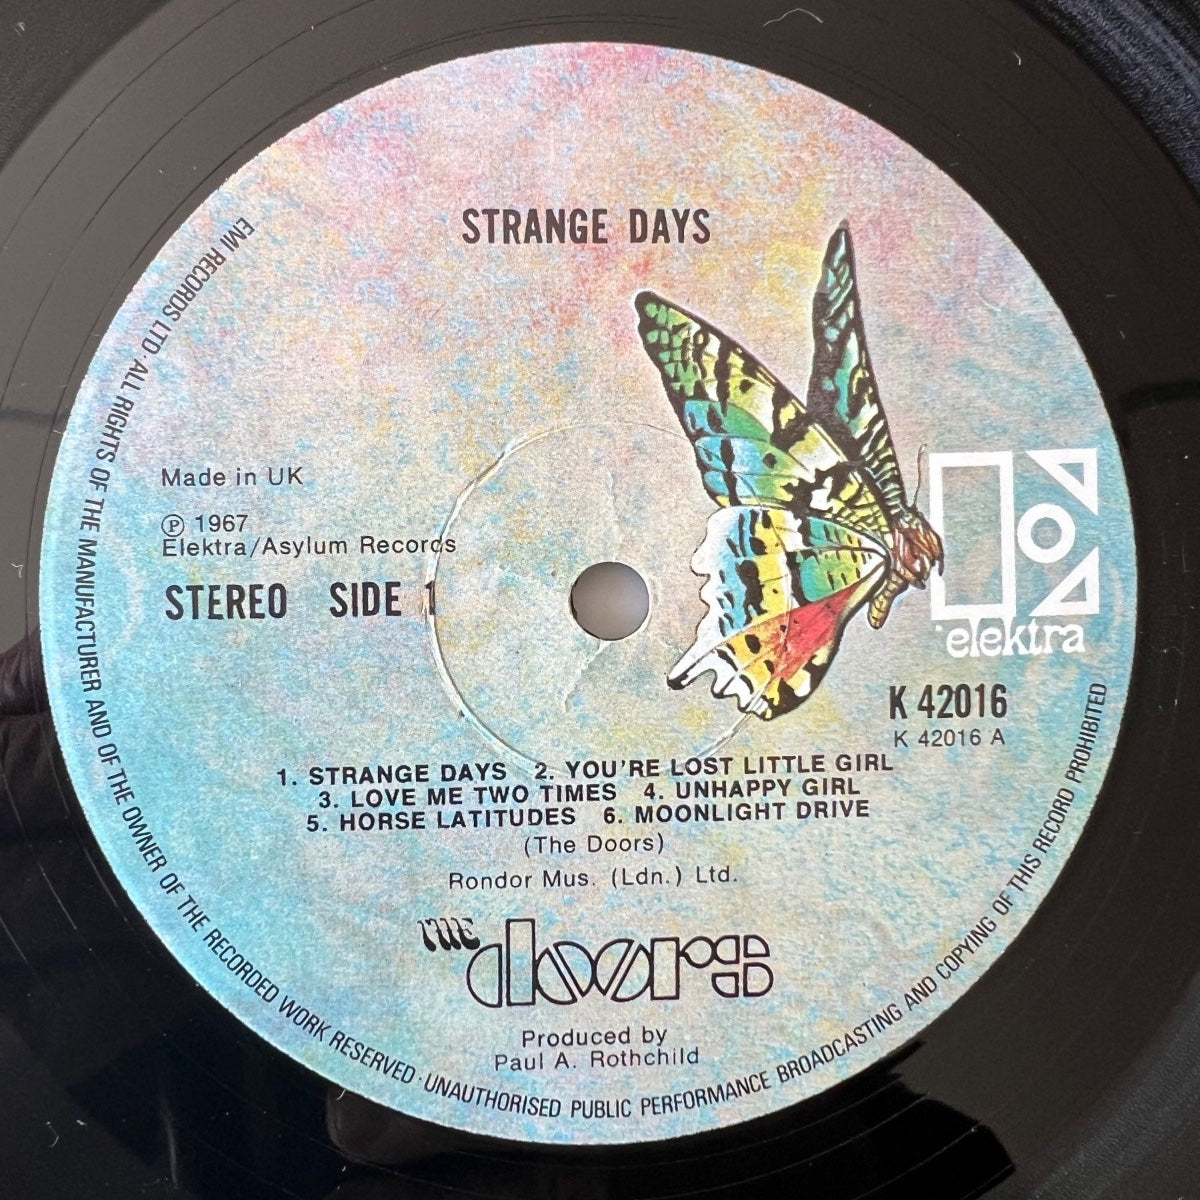 STRANGE DAYS
EMI RECORDS LTD · ALL RIGHTS OF THE MANUFACTURER AND OF THE OWNER OF THE RECORDED WORK RESERVED · UNAUTHORISED PUBLIC PERFORMANCE BROADCASTING AND COPYING OF THIS RECORD PROHIBITED
Made in UK
℗ 1967
Elektra/Asylum Records
STEREO SIDE 1
elektra
K 42016
K 42016 A
1. STRANGE DAYS 2. YOU'RE LOST LITTLE GIRL
3. LOVE ME TWO TIMES 4. UNHAPPY GIRL
5. HORSE LATITUDES 6. MOONLIGHT DRIVE
(The Doors)
Rondor Mus. (Ldn.) Ltd.
THE doors
Produced by
Paul A. Rothchild